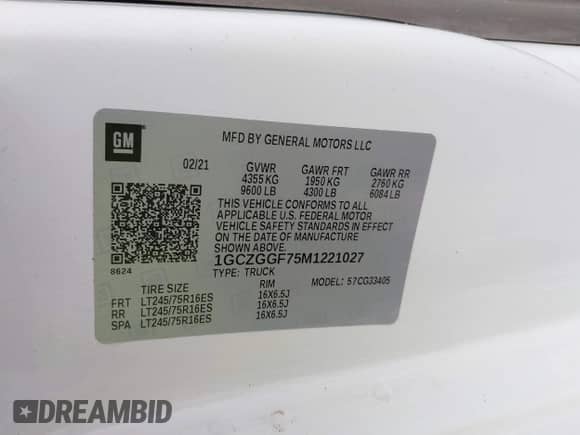 GM
MFD BY GENERAL MOTORS LLC
02/21 GVWR GAWR FRT GAWR RR
4355 KG 1950 KG 2760 KG
9600 LB 4300 LB 6084 LB
THIS VEHICLE CONFORMS TO ALL
APPLICABLE U.S. FEDERAL MOTOR
VEHICLE SAFETY STANDARDS IN EFFECT
ON THE DATE OF MANUFACTURE
SHOWN ABOVE.
8624 1GCZGGF75M1221027
TYPE: TRUCK MODEL: 57CG33405
TIRE SIZE RIM
FRT LT245/75R16ES 16X6.5J
RR LT245/75R16ES 16X6.5J
SPA LT245/75R16ES 16X6.5J
DREAMBID